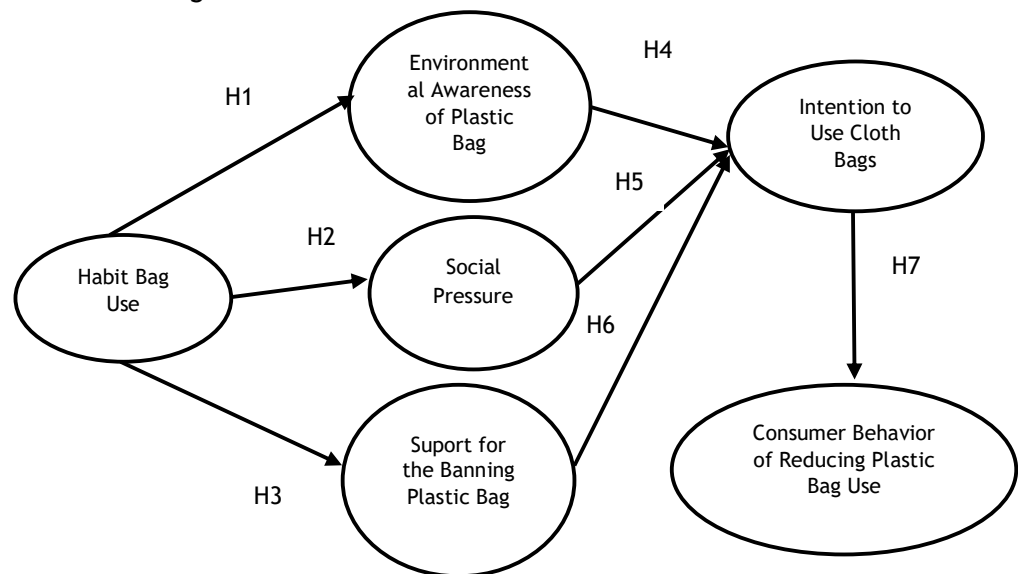 Environment
al Awareness
of Plastic
Bag
H4
Intention to
Use Cloth
Bags
H1
H5
H2
Social
Pressure
Habit Bag
Use
H7
H6
Suport for
the Banning
Plastic Bag
Consumer Behavior
of Reducing Plastic
Bag Use
H3